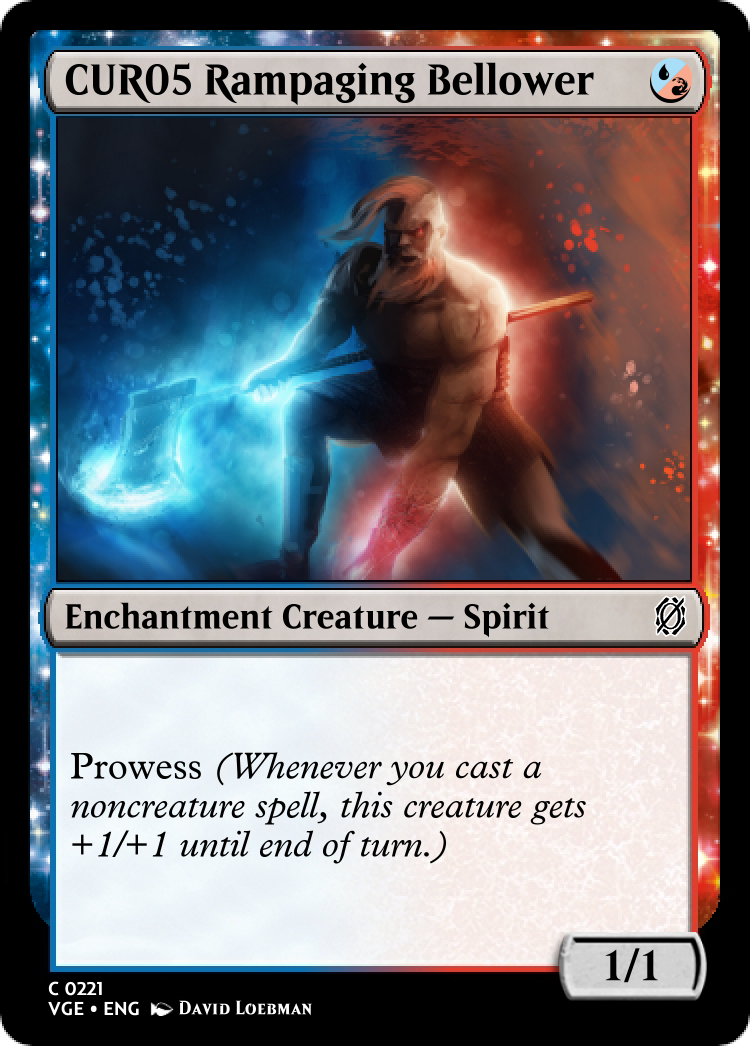 CUR05 Rampaging Bellower
Enchantment Creature — Spirit
Prowess (Whenever you cast a
noncreature spell, this creature gets
+1/+1 until end of turn.)
1/1
C 0221
VGE • ENG David Loebman